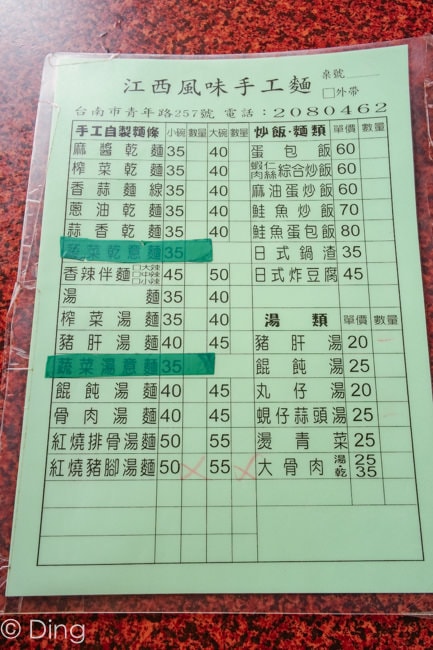 江西風味手工麵
桌號
□外帶
台南市青年路257號 電話：2080462
手工自製麵條 小碗 數量 大碗 數量 炒飯·麵類 單價 數量
麻醬乾麵 35 40 蛋包飯 60
榨菜乾麵 35 40 蝦仁肉絲綜合炒飯 60
香蒜麵線 35 40 麻油蛋炒飯 60
蔥油乾麵 35 40 鮭魚炒飯 70
蒜香乾麵 35 40 鮭魚蛋包飯 80
蔬菜乾意麵 35 日式鍋渣 35
香辣伴麵 □大辣 □中辣 □小辣 45 50 日式炸豆腐 45
湯麵 35 40
榨菜湯麵 35 40 湯類 單價 數量
豬肝湯麵 40 45 豬肝湯 20
蔬菜湯意麵 35 餛飩湯 25
餛飩湯麵 40 45 丸仔湯 20
骨肉湯麵 40 45 蜆仔蒜頭湯 25
紅燒排骨湯麵 50 55 燙青菜 25
紅燒豬腳湯麵 50 55 大骨肉 湯·乾 25 35
© Ding